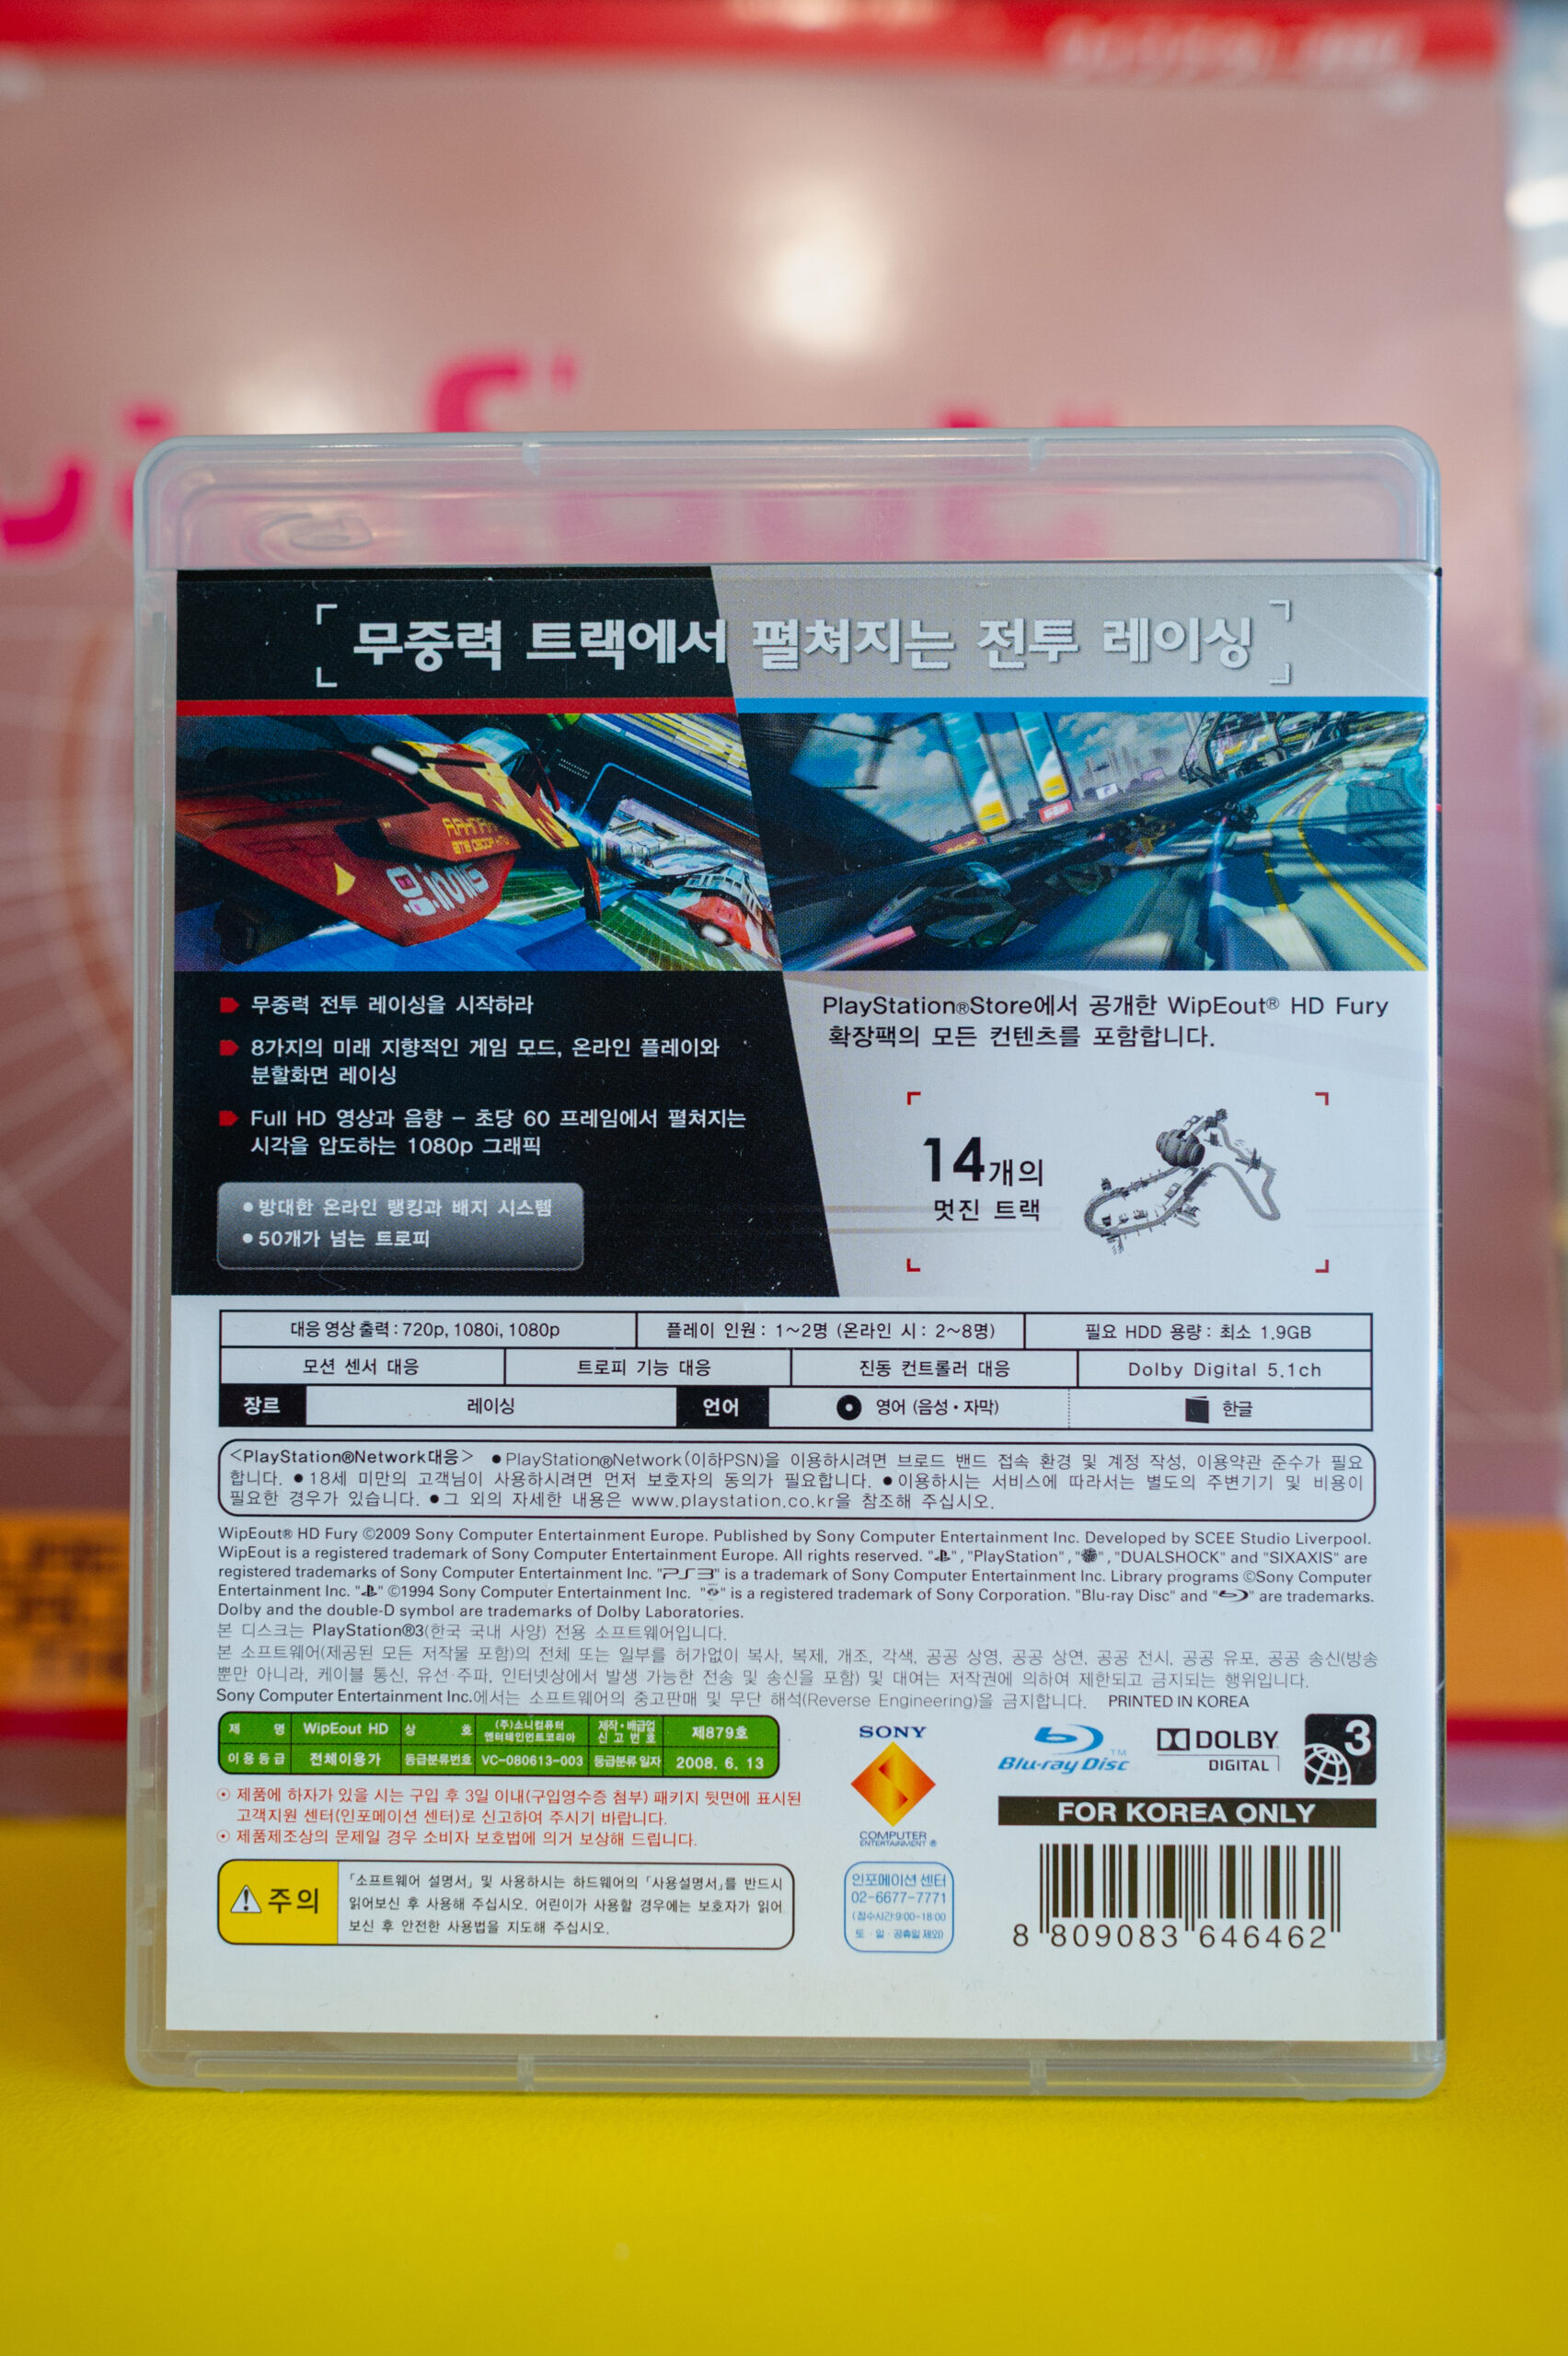 무중력 트랙에서 펼쳐지는 전투 레이싱
무중력 전투 레이싱을 시작하라
8가지의 미래 지향적인 게임 모드, 온라인 플레이와
분할화면 레이싱
Full HD 영상과 음향 – 초당 60 프레임에서 펼쳐지는
시각을 압도하는 1080p 그래픽
• 방대한 온라인 랭킹과 배지 시스템
• 50개가 넘는 트로피
PlayStation®Store에서 공개한 WipEout® HD Fury
확장팩의 모든 컨텐츠를 포함합니다.
14개의
멋진 트랙
대응 영상 출력 : 720p, 1080i, 1080p
플레이 인원 : 1~2명 (온라인 시 : 2~8명)
필요 HDD 용량 : 최소 1.9GB
모션 센서 대응
트로피 기능 대응
진동 컨트롤러 대응
Dolby Digital 5.1ch
장르
레이싱
언어
영어 (음성 • 자막)
한글
<PlayStation®Network대응> ●PlayStation®Network(이하PSN)을 이용하시려면 브로드 밴드 접속 환경 및 계정 작성, 이용약관 준수가 필요
합니다. ●18세 미만의 고객님이 사용하시려면 먼저 보호자의 동의가 필요합니다. ●이용하시는 서비스에 따라서는 별도의 주변기기 및 비용이
필요한 경우가 있습니다. ●그 외의 자세한 내용은 www.playstation.co.kr을 참조해 주십시오.
WipEout® HD Fury ©2009 Sony Computer Entertainment Europe. Published by Sony Computer Entertainment Inc. Developed by SCEE Studio Liverpool.
WipEout is a registered trademark of Sony Computer Entertainment Europe. All rights reserved. "", "PlayStation", "", "DUALSHOCK" and "SIXAXIS" are
registered trademarks of Sony Computer Entertainment Inc. "PS3" is a trademark of Sony Computer Entertainment Inc. Library programs ©Sony Computer
Entertainment Inc. "" ©1994 Sony Computer Entertainment Inc. "" is a registered trademark of Sony Corporation. "Blu-ray Disc" and "" are trademarks.
Dolby and the double-D symbol are trademarks of Dolby Laboratories.
본 디스크는 PlayStation®3(한국 국내 사양) 전용 소프트웨어입니다.
본 소프트웨어(제공된 모든 저작물 포함)의 전체 또는 일부를 허가없이 복사, 복제, 개조, 각색, 공공 상영, 공공 상연, 공공 전시, 공공 유포, 공공 송신(방송
뿐만 아니라, 케이블 통신, 유선·주파, 인터넷상에서 발생 가능한 전송 및 송신을 포함) 및 대여는 저작권에 의하여 제한되고 금지되는 행위입니다.
Sony Computer Entertainment Inc.에서는 소프트웨어의 중고판매 및 무단 해석(Reverse Engineering)을 금지합니다. PRINTED IN KOREA
제 명 WipEout HD 상 호 (주)소니컴퓨터 엔터테인먼트코리아 제작•배급업 신고번호 제879호
이용등급 전체이용가 등급분류번호 VC-080613-003 등급분류 일자 2008. 6. 13
⊙ 제품에 하자가 있을 시는 구입 후 3일 이내(구입영수증 첨부) 패키지 뒷면에 표시된
고객지원 센터(인포메이션 센터)로 신고하여 주시기 바랍니다.
⊙ 제품제조상의 문제일 경우 소비자 보호법에 의거 보상해 드립니다.
주의
「소프트웨어 설명서」 및 사용하시는 하드웨어의 「사용설명서」를 반드시
읽어보신 후 사용해 주십시오. 어린이가 사용할 경우에는 보호자가 읽어
보신 후 안전한 사용법을 지도해 주십시오.
SONY
COMPUTER
ENTERTAINMENT ®
인포메이션 센터
02-6677-7771
(접수시간:9:00-18:00
토 · 일 · 공휴일 제외)
Blu-ray Disc™
DOLBY
DIGITAL
3
FOR KOREA ONLY
8 809083 646462